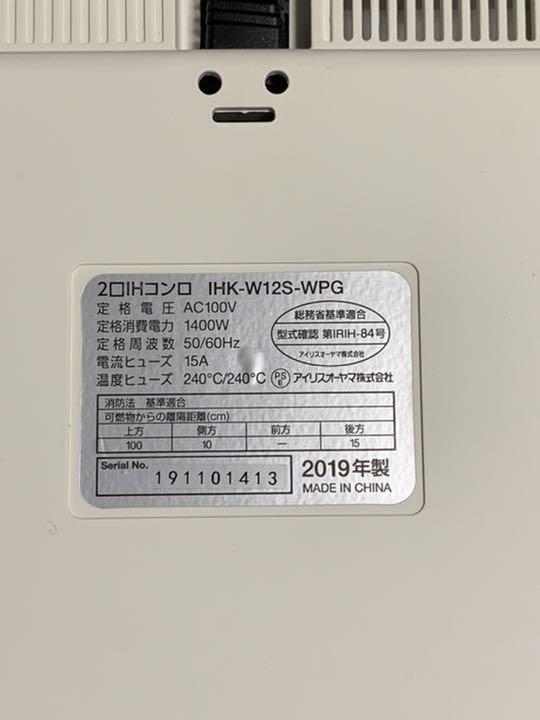 2口IHコンロ IHK-W12S-WPG
定格電圧 AC100V
定格消費電力 1400W
定格周波数 50/60Hz
電流ヒューズ 15A
温度ヒューズ 240°C/240°C
総務省基準適合
型式確認 第IRIH-84号
アイリスオーヤマ株式会社
PSE アイリスオーヤマ株式会社
消防法 基準適合
可燃物からの離隔距離(cm)
上方 側方 前方 後方
100 10 — 15
Serial No. 191101413
2019年製
MADE IN CHINA